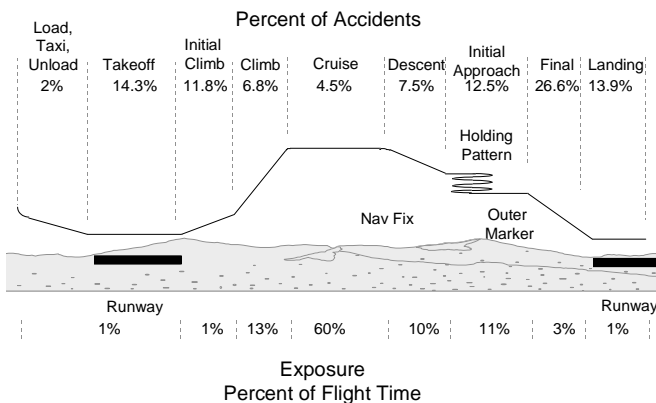 Percent of Accidents
Load,
Taxi,
Unload
2%
Takeoff
14.3%
Initial
Climb
11.8%
Climb
6.8%
Cruise
4.5%
Descent
7.5%
Initial
Approach
12.5%
Final
26.6%
Landing
13.9%
Holding
Pattern
Nav Fix
Outer
Marker
Runway
Runway
1%
1%
13%
60%
10%
11%
3%
1%
Exposure
Percent of Flight Time